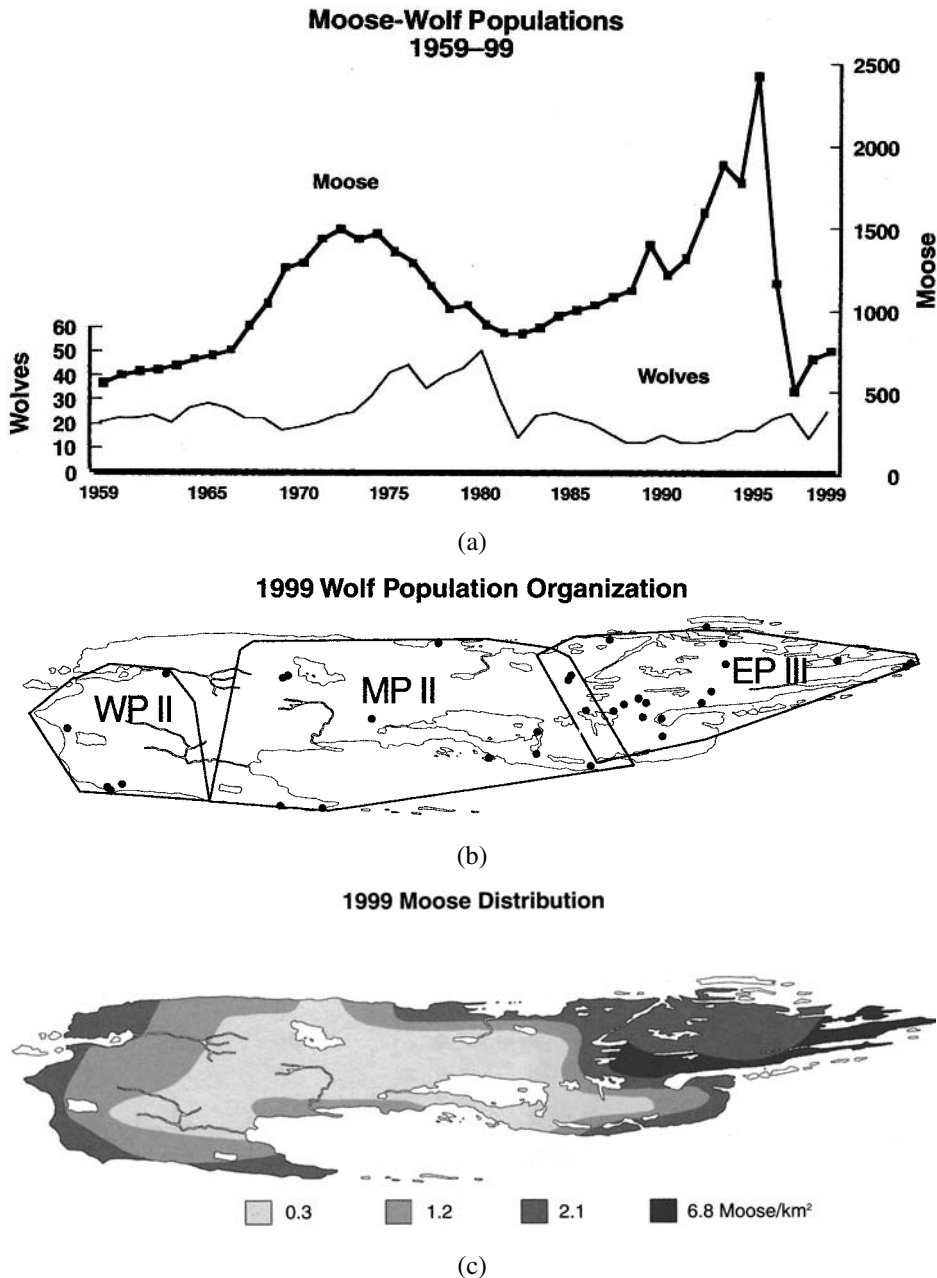 Moose-Wolf Populations
1959–99
2500
2000
1500
1000
500
0
Moose
Moose
Wolves
60
50
40
30
20
10
0
Wolves
1959
1965
1970
1975
1980
1985
1990
1995
1999
(a)
1999 Wolf Population Organization
WP II
MP II
EP III
(b)
1999 Moose Distribution
0.3
1.2
2.1
6.8 Moose/km²
(c)